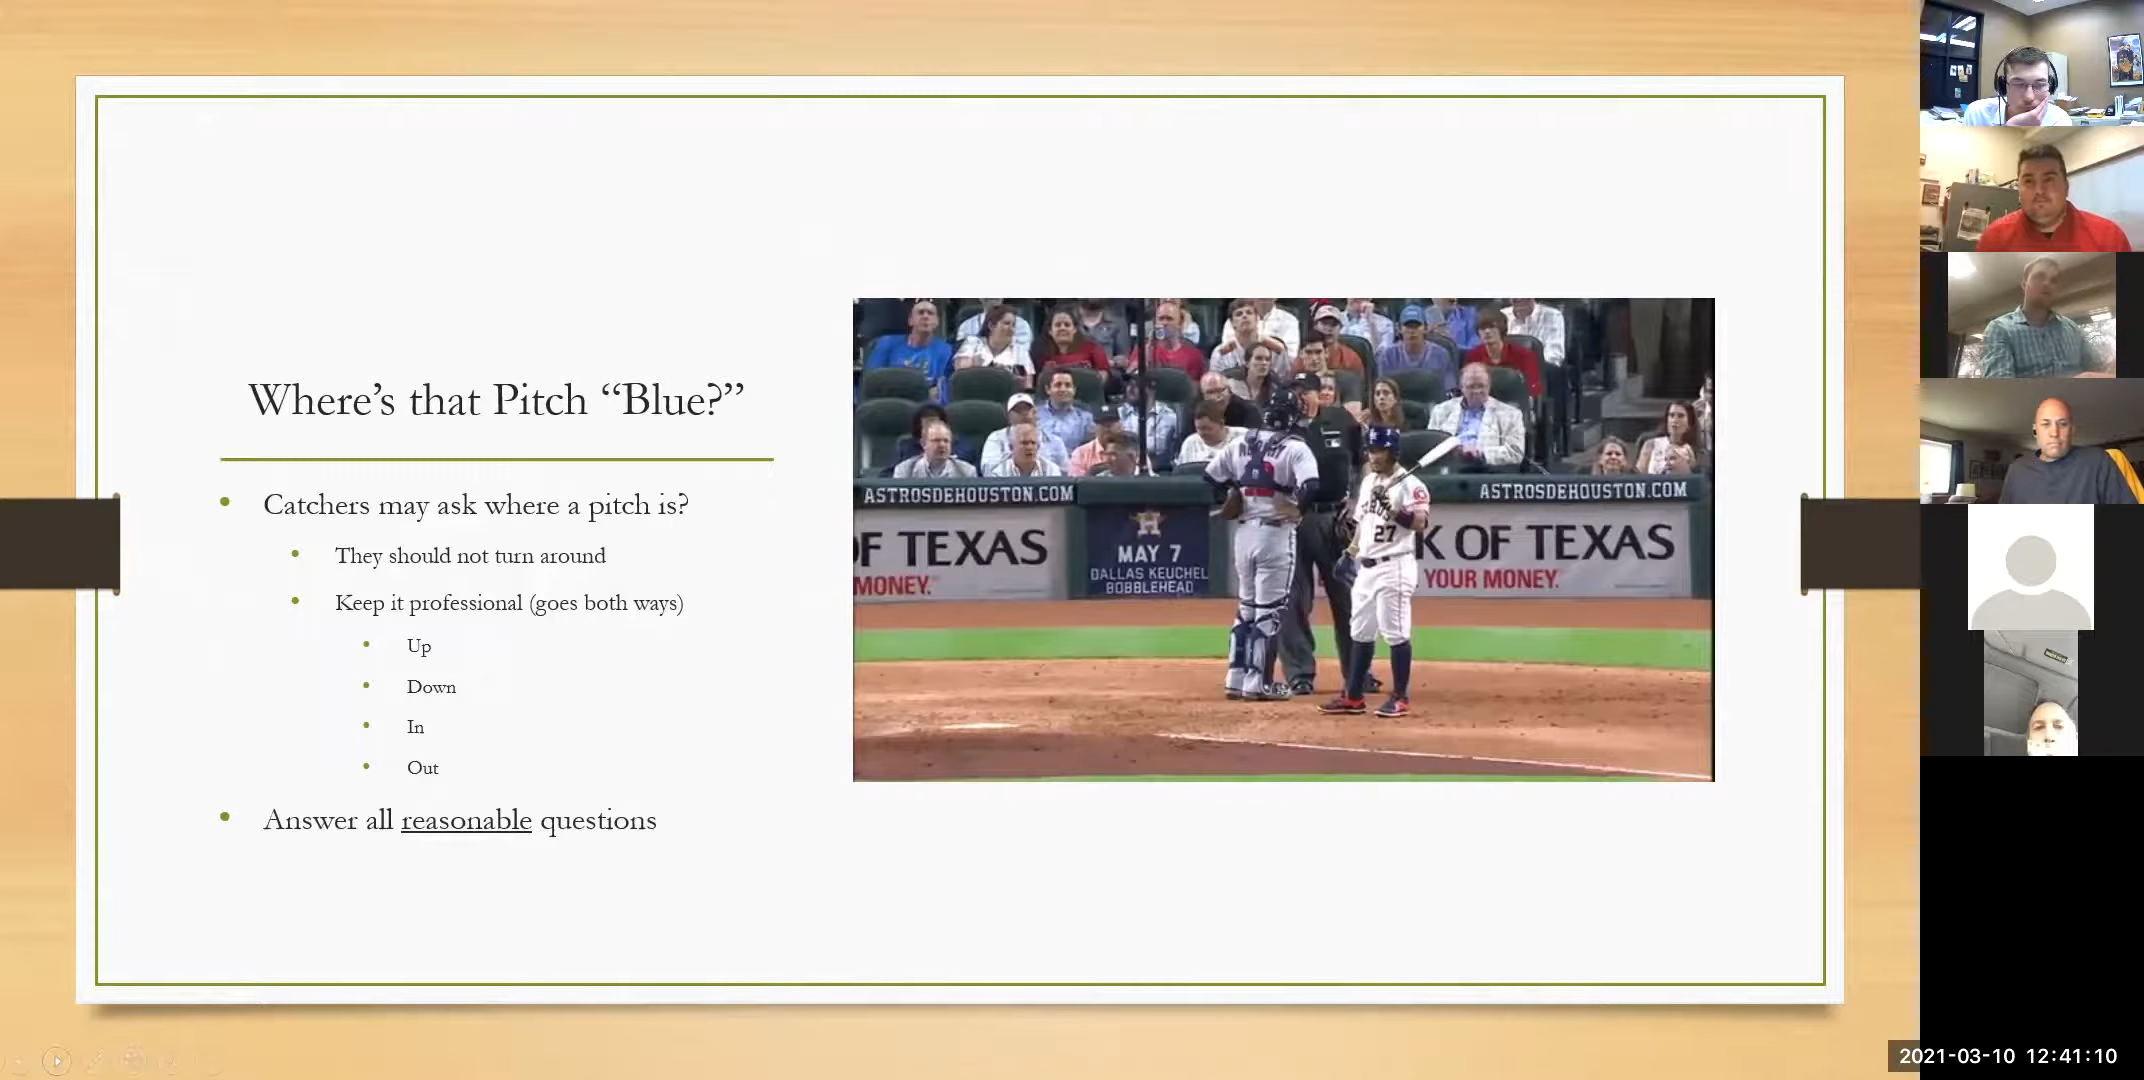 Where’s that Pitch “Blue?”
Catchers may ask where a pitch is?
They should not turn around
Keep it professional (goes both ways)
Up
Down
In
Out
Answer all reasonable questions
ASTROSDEHOUSTON.COM
ASTROSDEHOUSTON.COM
F TEXAS
MONEY.
MAY 7
DALLAS KEUCHEL
BOBBLEHEAD
27
K OF TEXAS
YOUR MONEY.
2021-03-10 12:41:10